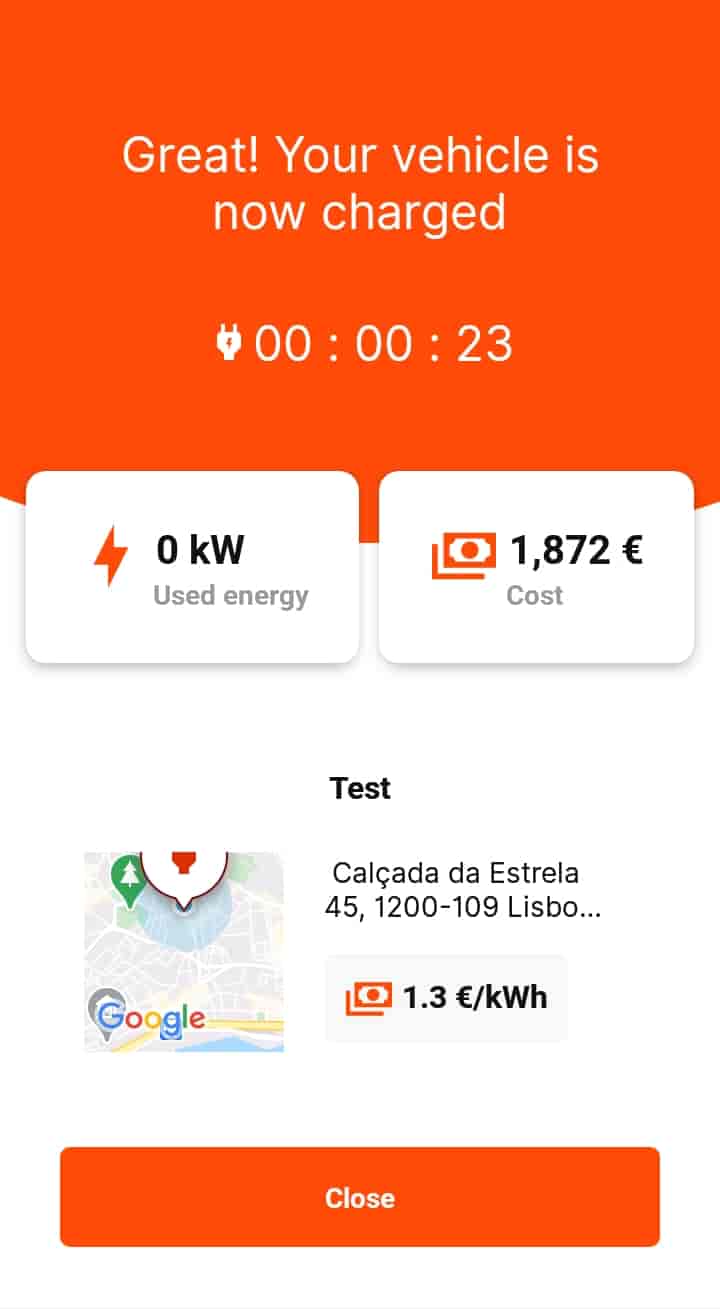 Great! Your vehicle is
now charged
00 : 00 : 23
0 kW
Used energy
1,872 €
Cost
Test
Calçada da Estrela
45, 1200-109 Lisbo...
Google
1.3 €/kWh
Close